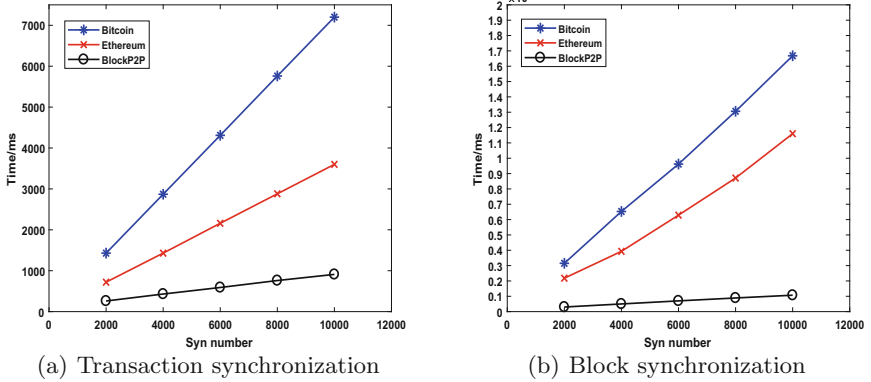 7000
6000
5000
4000
3000
2000
1000
0
Time/ms
Bitcoin
Ethereum
BlockP2P
0 2000 4000 6000 8000 10000 12000
Syn number
(a) Transaction synchronization
2
1.9
1.8
1.7
1.6
1.5
1.4
1.3
1.2
1.1
1
0.9
0.8
0.7
0.6
0.5
0.4
0.3
0.2
0.1
0
Time/ms
Bitcoin
Ethereum
BlockP2P
0 2000 4000 6000 8000 10000 12000
Syn number
(b) Block synchronization